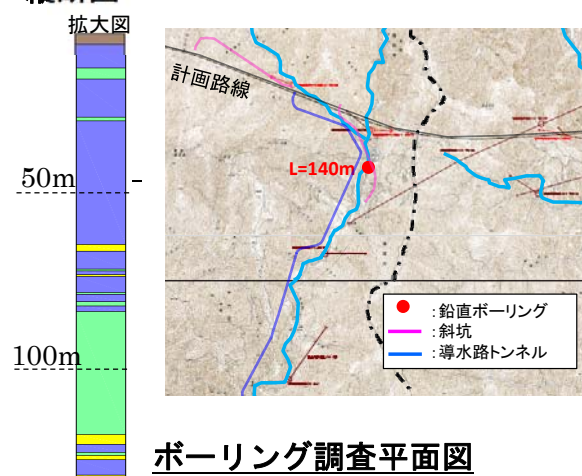 拡大図
計画路線
L=140m
50m
100m
:鉛直ボーリング
:斜坑
:導水路トンネル
ボーリング調査平面図